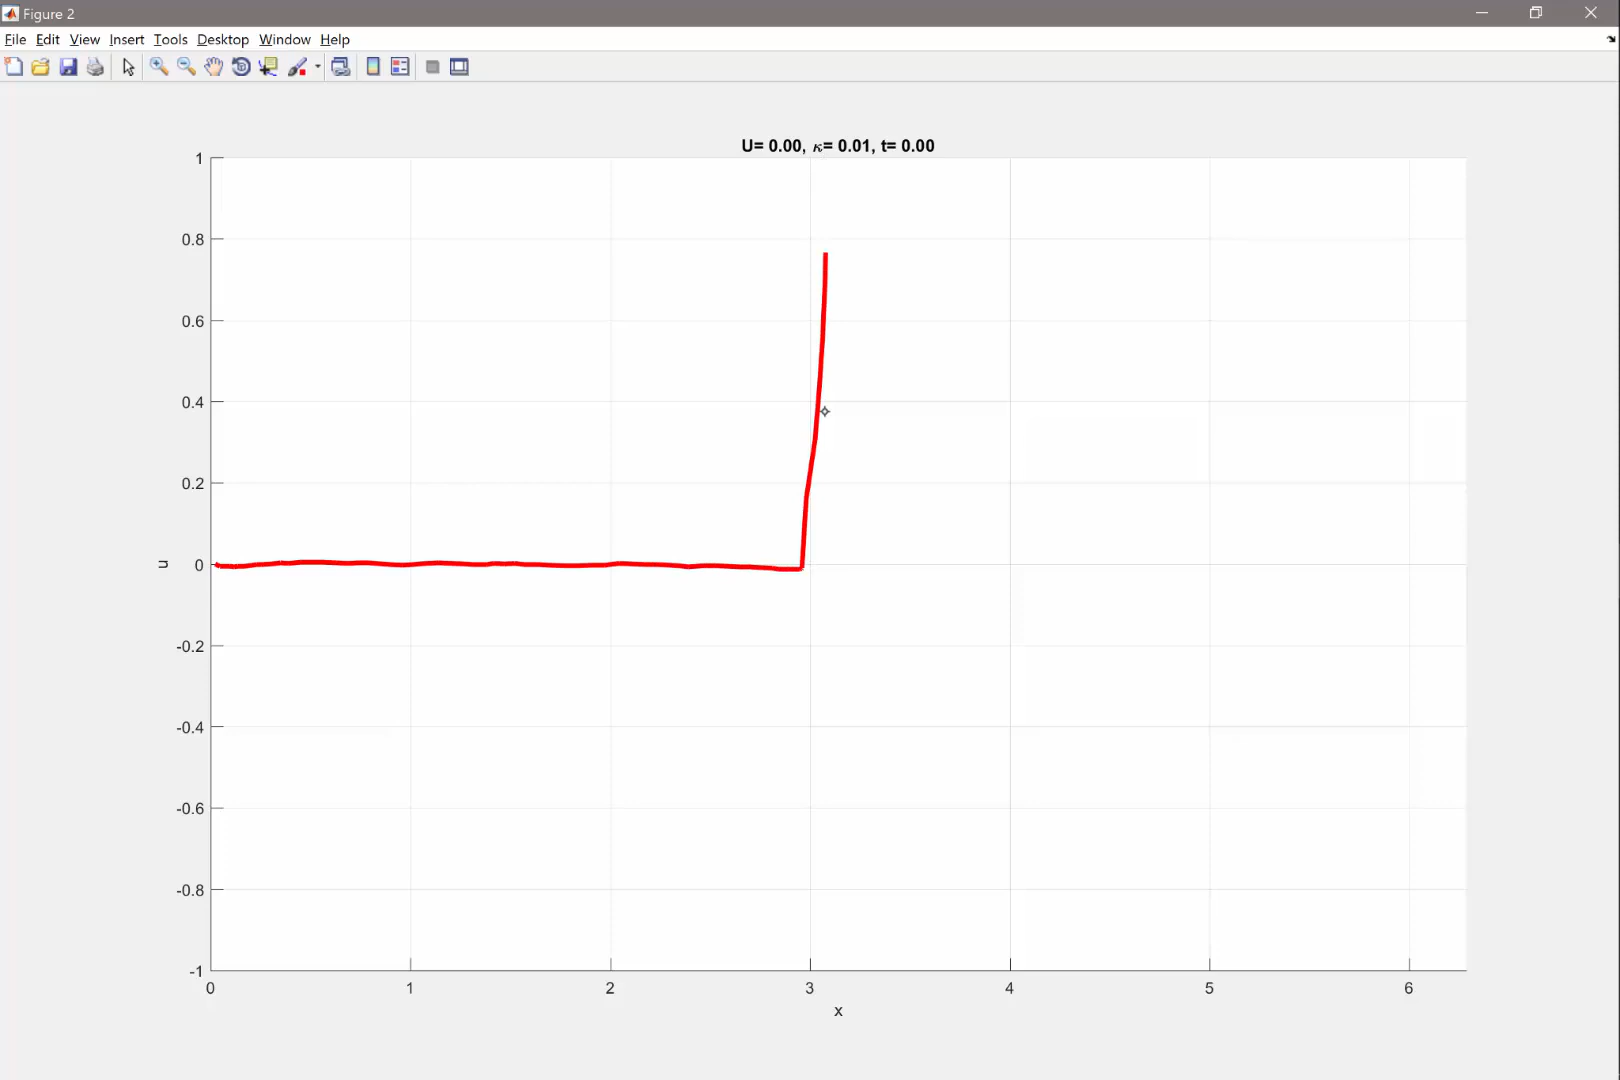 Figure 2
File Edit View Insert Tools Desktop Window Help
U= 0.00, κ= 0.01, t= 0.00
1
0.8
0.6
0.4
0.2
0
-0.2
-0.4
-0.6
-0.8
-1
u
0 1 2 3 4 5 6
x